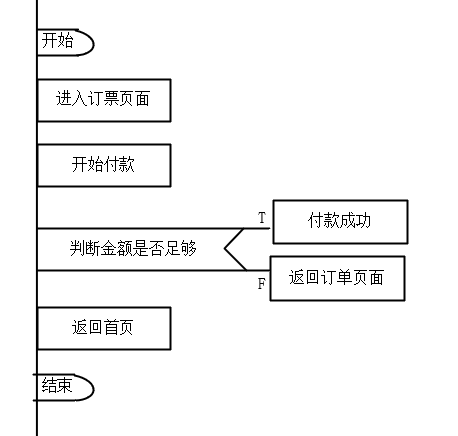 开始
进入订票页面
开始付款
T
付款成功
判断金额是否足够
F
返回订单页面
返回首页
结束